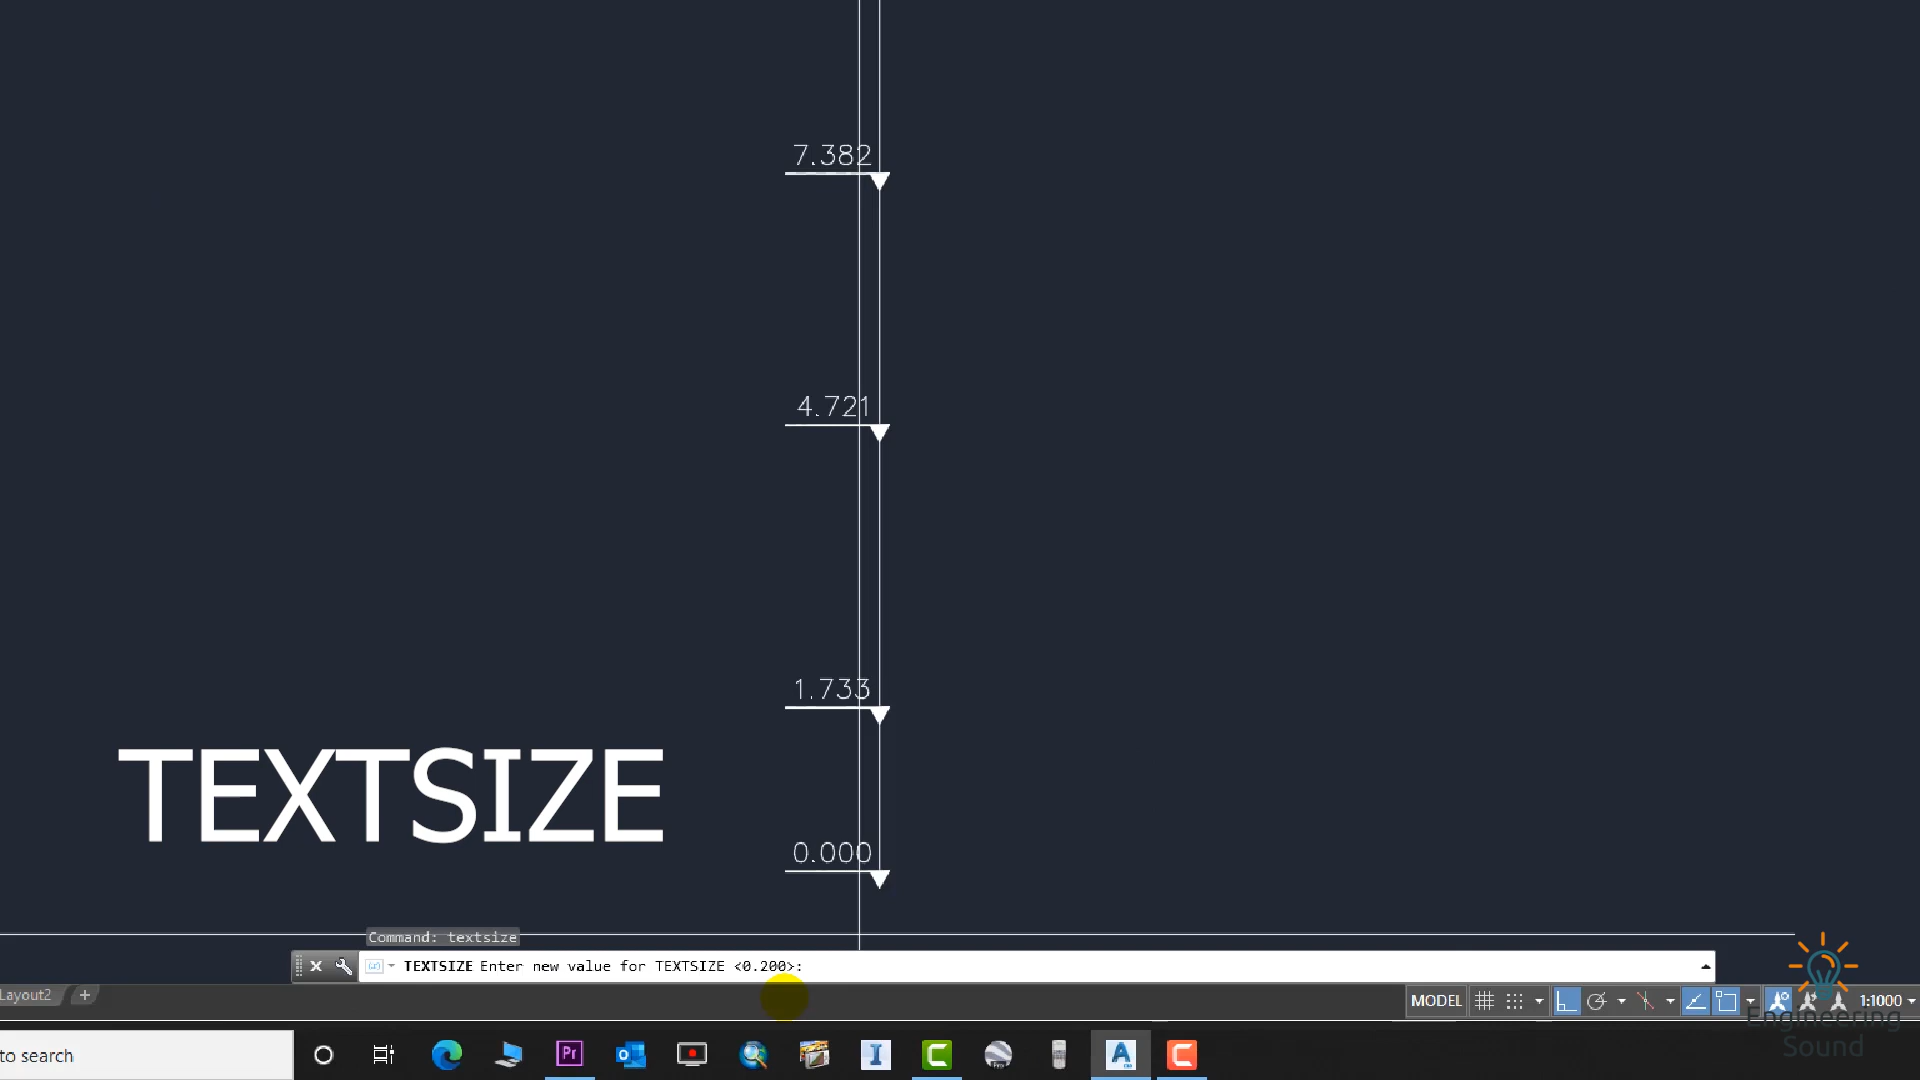 7.382
4.721
1.733
TEXTSIZE
0.000
Command: textsize
TEXTSIZE Enter new value for TEXTSIZE <0.200>:
Layout2 +
MODEL 1:1000
Engineering
Sound
to search
Pr